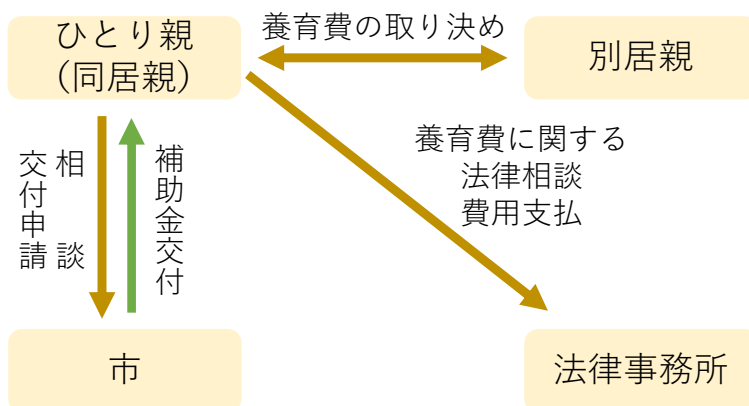 ひとり親
(同居親)
養育費の取り決め
別居親
養育費に関する
法律相談
費用支払
相談
交付申請
補助金交付
市
法律事務所